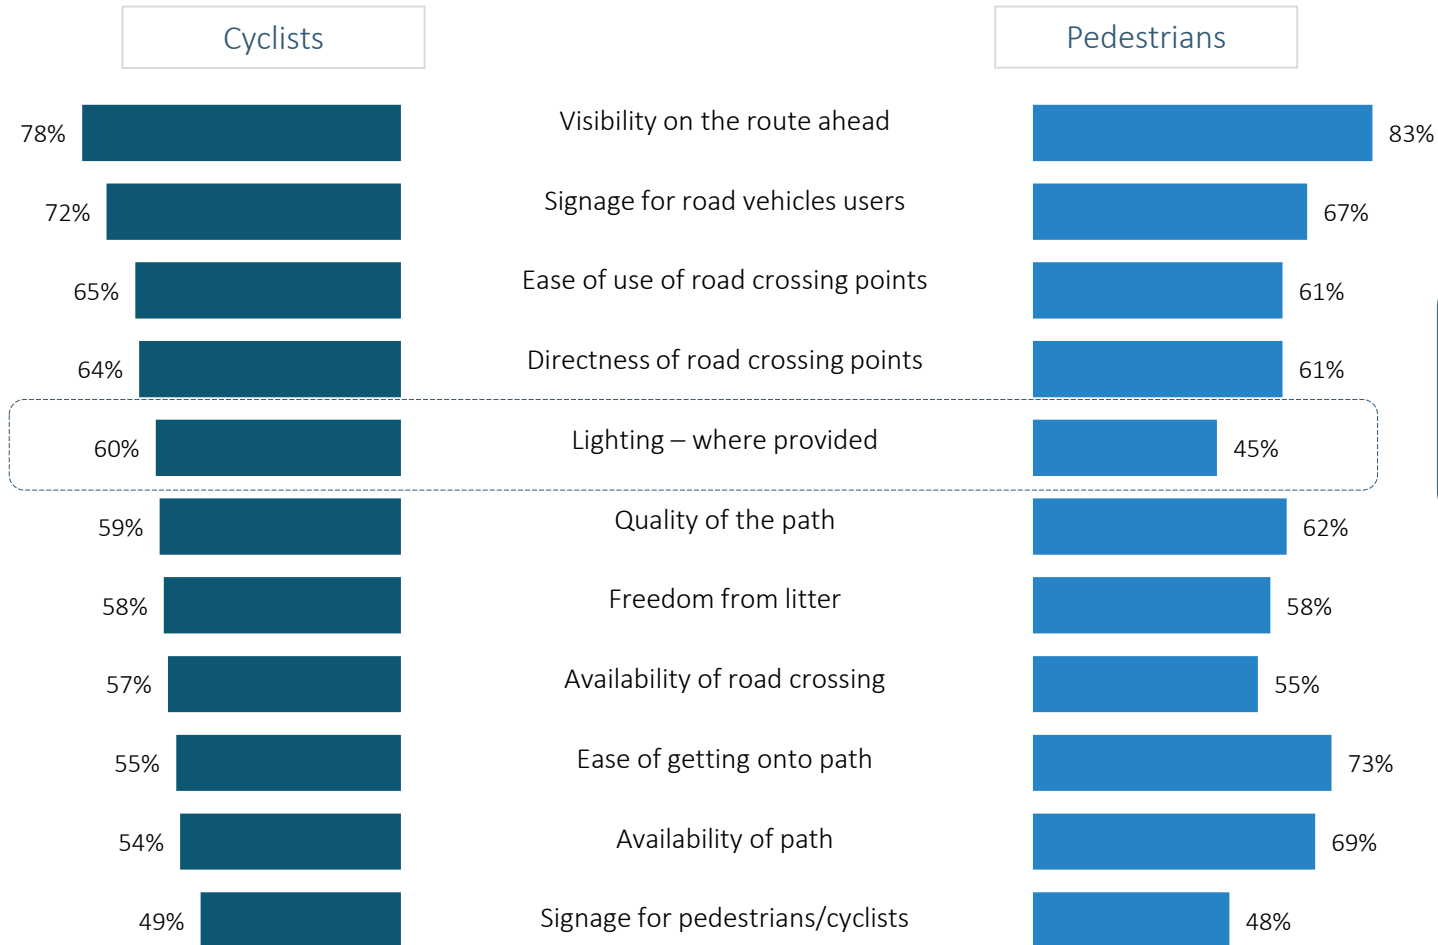 Cyclists
Pedestrians
78%
Visibility on the route ahead
83%
72%
Signage for road vehicles users
67%
65%
Ease of use of road crossing points
61%
64%
Directness of road crossing points
61%
60%
Lighting – where provided
45%
59%
Quality of the path
62%
58%
Freedom from litter
58%
57%
Availability of road crossing
55%
55%
Ease of getting onto path
73%
54%
Availability of path
69%
49%
Signage for pedestrians/cyclists
48%